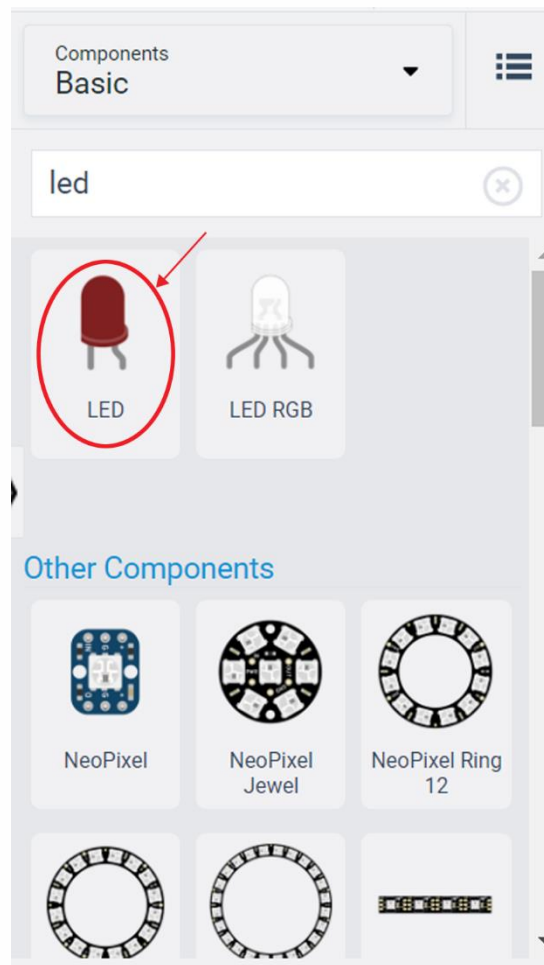 Components
Basic
led
LED
LED RGB
Other Components
NeoPixel
NeoPixel
Jewel
NeoPixel Ring
12